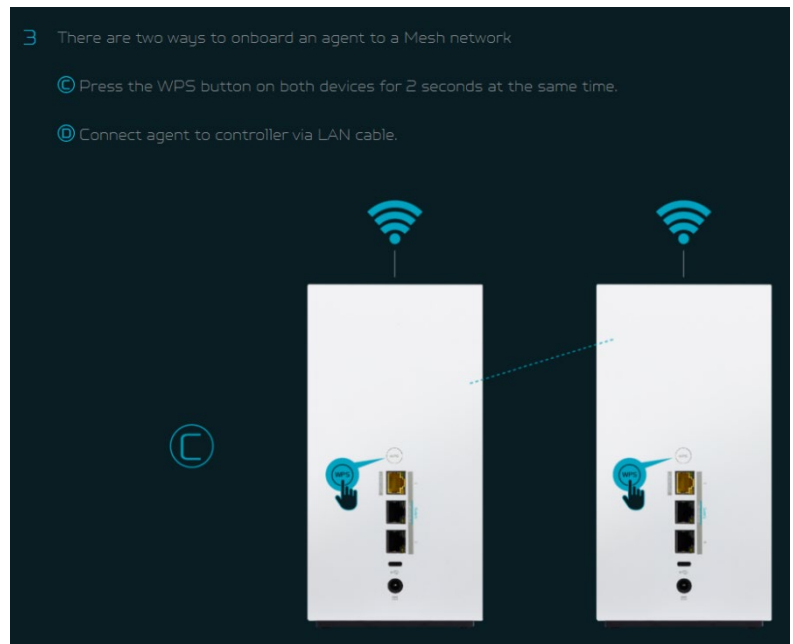 3 There are two ways to onboard an agent to a Mesh network
C Press the WPS button on both devices for 2 seconds at the same time.
D Connect agent to controller via LAN cable.
C
WPS
WPS